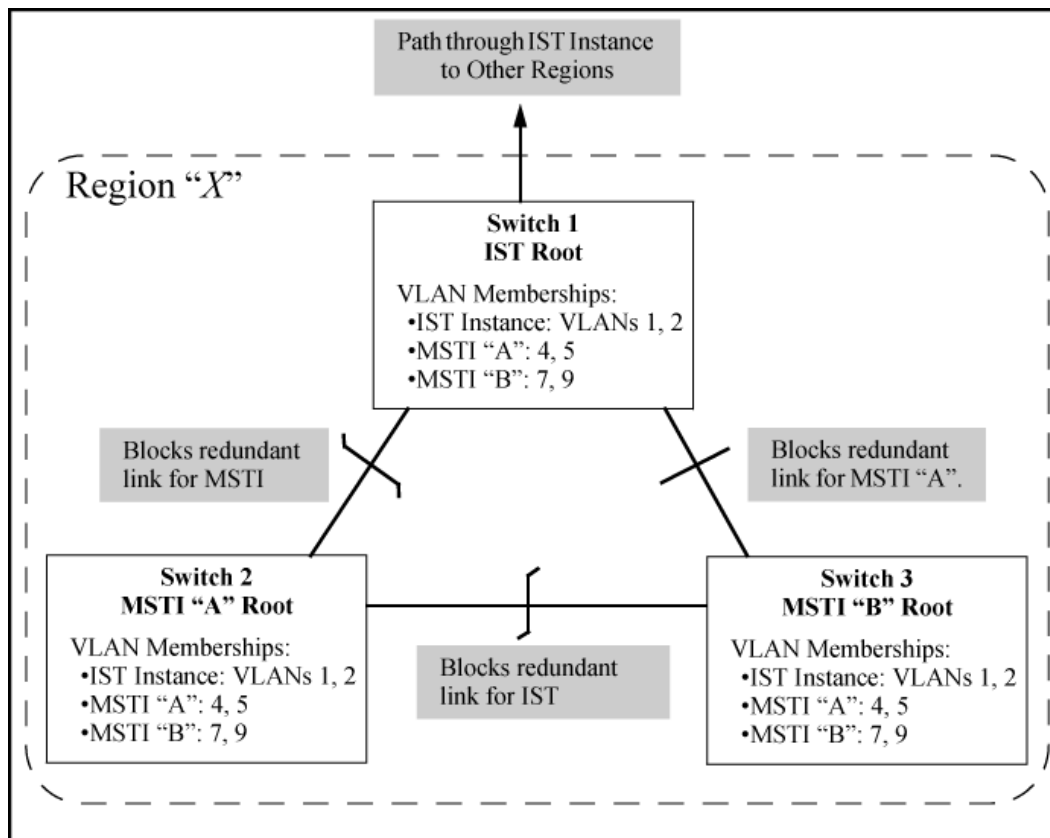 Path through IST Instance
to Other Regions
Region “X”
Switch 1
IST Root
VLAN Memberships:
•IST Instance: VLANs 1, 2
•MSTI “A”: 4, 5
•MSTI “B”: 7, 9
Blocks redundant
link for MSTI
Blocks redundant
link for MSTI “A”.
Switch 2
MSTI “A” Root
VLAN Memberships:
•IST Instance: VLANs 1, 2
•MSTI “A”: 4, 5
•MSTI “B”: 7, 9
Blocks redundant
link for IST
Switch 3
MSTI “B” Root
VLAN Memberships:
•IST Instance: VLANs 1, 2
•MSTI “A”: 4, 5
•MSTI “B”: 7, 9